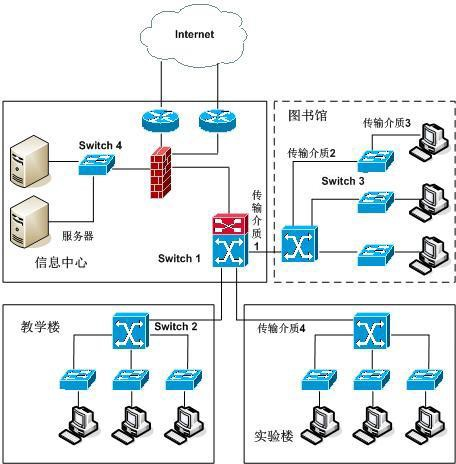 Internet
图书馆
传输介质3
Switch 4
传输介质2
Switch 3
传输介质1
服务器
信息中心
Switch 1
教学楼
Switch 2
传输介质4
实验楼